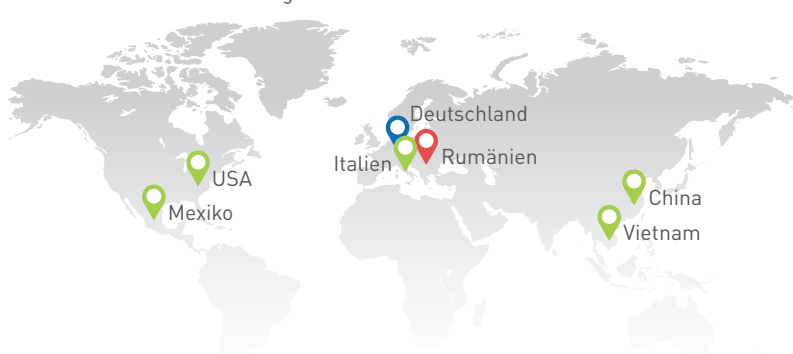 Deutschland
Italien
Rumänien
USA
Mexiko
China
Vietnam